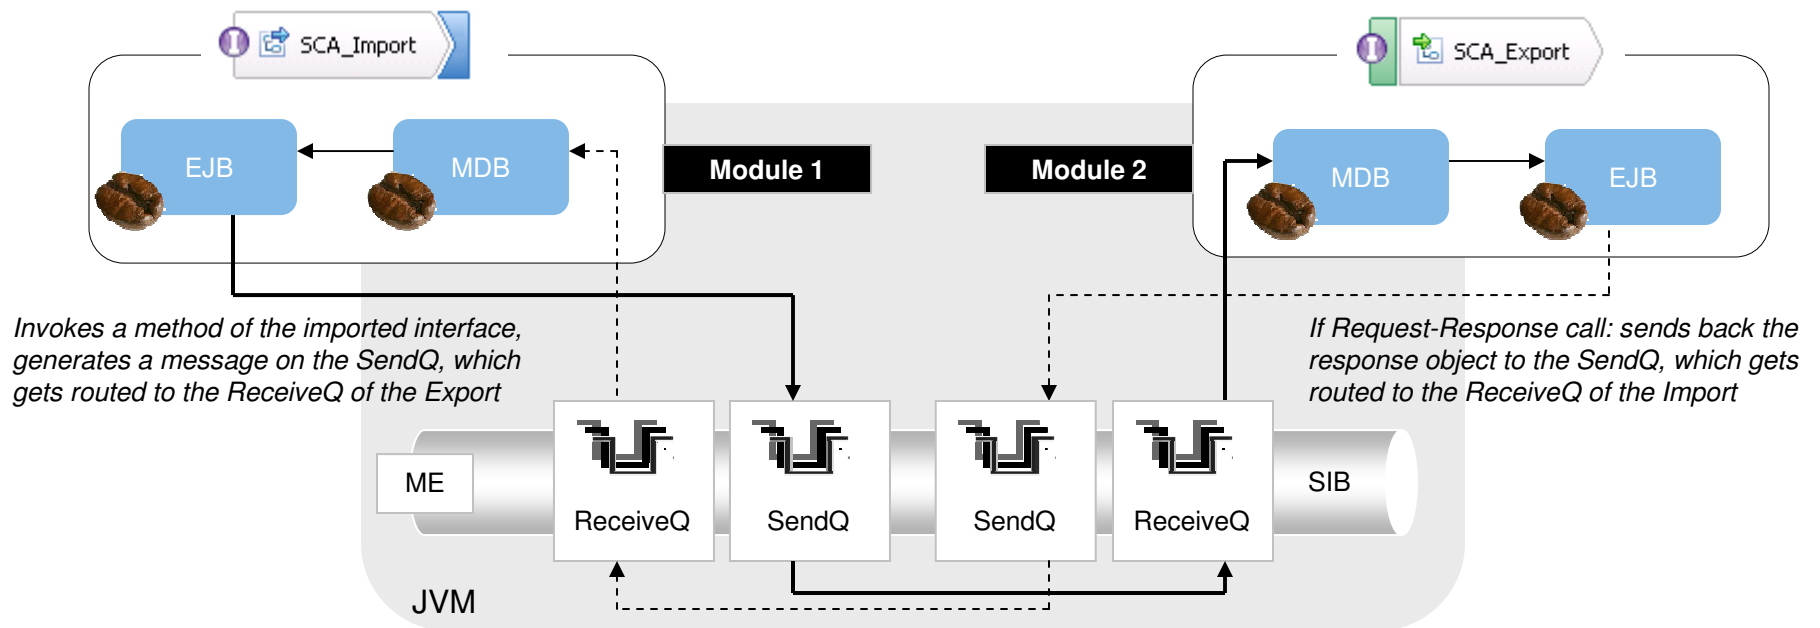 SCA_Import
SCA_Export
EJB
MDB
Module 1
Module 2
MDB
EJB
Invokes a method of the imported interface,
generates a message on the SendQ, which
gets routed to the ReceiveQ of the Export
If Request-Response call: sends back the
response object to the SendQ, which gets
routed to the ReceiveQ of the Import
ME
ReceiveQ
SendQ
SendQ
ReceiveQ
SIB
JVM